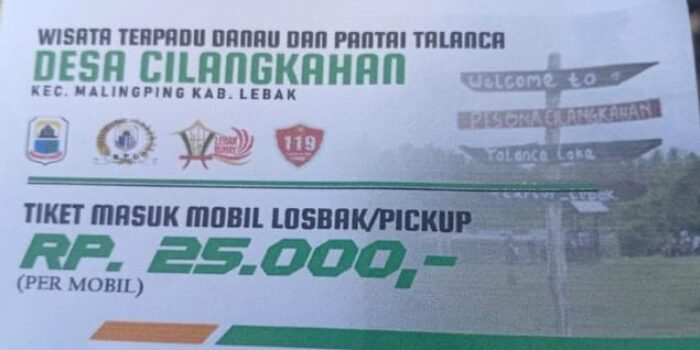 WISATA TERPADU DANAU DAN PANTAI TALANCA
DESA CILANGKAHAN
KEC. MALINGPING KAB. LEBAK
119
Welcome to
PESONA CILANGKAHAN
Talanca Lake
TIKET MASUK MOBIL LOSBAK/PICKUP
RP. 25.000,-
(PER MOBIL)